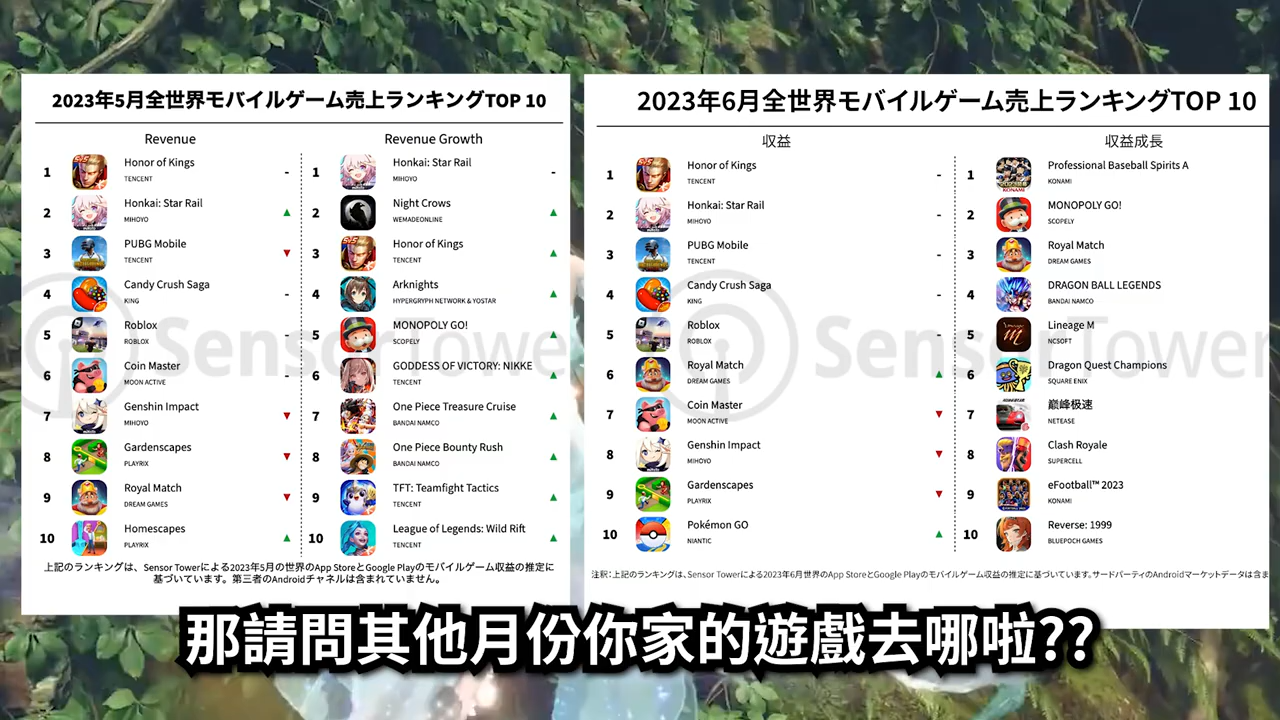 2023年5月全世界モバイルゲーム売上ランキングTOP 10
Revenue
1 Honor of Kings -
TENCENT
2 Honkai: Star Rail ▲
MIHOYO
3 PUBG Mobile ▼
TENCENT
4 Candy Crush Saga -
KING
5 Roblox -
ROBLOX
6 Coin Master -
MOON ACTIVE
7 Genshin Impact ▼
MIHOYO
8 Gardenscapes ▼
PLAYRIX
9 Royal Match ▼
DREAM GAMES
10 Homescapes ▲
PLAYRIX
Revenue Growth
1 Honkai: Star Rail -
MIHOYO
2 Night Crows ▲
WEMADEONLINE
3 Honor of Kings ▲
TENCENT
4 Arknights ▲
HYPERGRYPH NETWORK & YOSTAR
5 MONOPOLY GO! ▲
SCOPELY
6 GODDESS OF VICTORY: NIKKE ▲
TENCENT
7 One Piece Treasure Cruise ▲
BANDAI NAMCO
8 One Piece Bounty Rush ▲
BANDAI NAMCO
9 TFT: Teamfight Tactics ▲
TENCENT
10 League of Legends: Wild Rift ▲
TENCENT
上記のランキングは、Sensor Towerによる2023年5月の世界のApp StoreとGoogle Playのモバイルゲーム収益の推定に
基づいています。第三者のAndroidチャネルは含まれていません。
SensorTowe
2023年6月全世界モバイルゲーム売上ランキングTOP 10
収益
1 Honor of Kings -
TENCENT
2 Honkai: Star Rail -
MIHOYO
3 PUBG Mobile -
TENCENT
4 Candy Crush Saga -
KING
5 Roblox -
ROBLOX
6 Royal Match ▲
DREAM GAMES
7 Coin Master ▼
MOON ACTIVE
8 Genshin Impact ▼
MIHOYO
9 Gardenscapes ▼
PLAYRIX
10 Pokémon GO ▲
NIANTIC
収益成長
1 Professional Baseball Spirits A
KONAMI
2 MONOPOLY GO!
SCOPELY
3 Royal Match
DREAM GAMES
4 DRAGON BALL LEGENDS
BANDAI NAMCO
5 Lineage M
NCSOFT
6 Dragon Quest Champions
SQUARE ENIX
7 巅峰极速
NETEASE
8 Clash Royale
SUPERCELL
9 eFootball™ 2023
KONAMI
10 Reverse: 1999
BLUEPOCH GAMES
注釈：上記のランキングは、Sensor Towerによる2023年6月世界のApp StoreとGoogle Playのモバイルゲーム収益の推定に基づいています。サードパーティのAndroidマーケットデータは含ま
SensorTower
那請問其他月份你家的遊戲去哪啦??